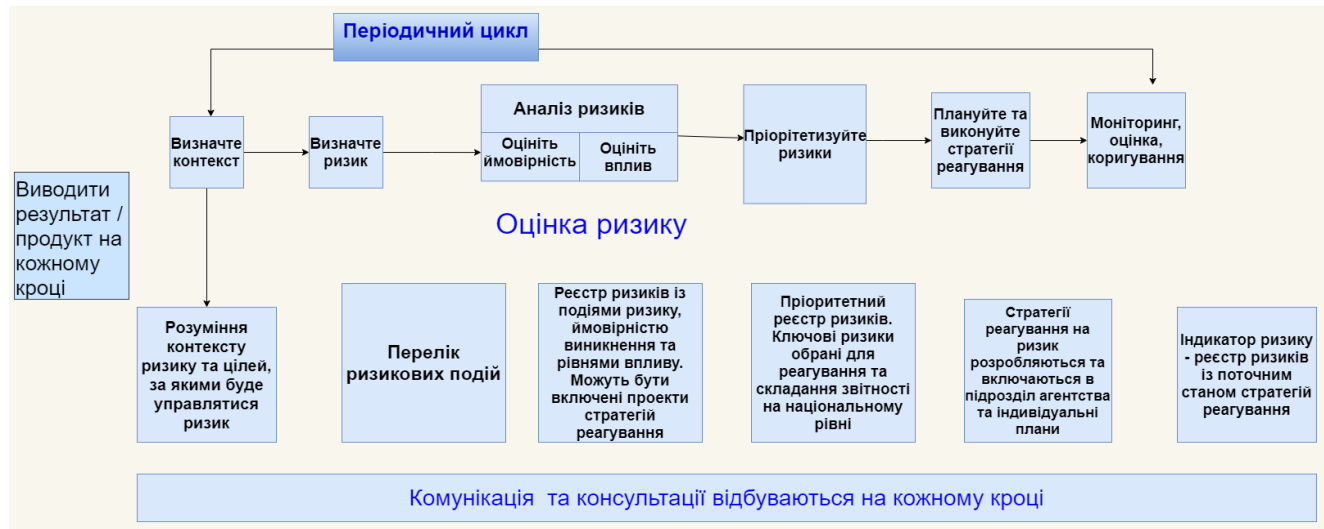 Періодичний цикл
Визначте
контекст
Визначте
ризик
Аналіз ризиків
Оцініть
ймовірність
Оцініть
вплив
Пріорітетизуйте
ризики
Плануйте та
виконуйте
стратегії
реагування
Моніторинг,
оцінка,
коригування
Виводити
результат /
продукт на
кожному
кроці
Оцінка ризику
Розуміння
контексту
ризику та цілей,
за якими буде
управлятися
ризик
Перелік
ризикових подій
Реєстр ризиків із
подіями ризику,
ймовірністю
виникнення та
рівнями впливу.
Можуть бути
включені проекти
стратегій
реагування
Пріоритетний
реєстр ризиків.
Ключові ризики
обрані для
реагування та
складання звітності
на національному
рівні
Стратегії
реагування на
ризик
розробляються та
включаються в
підрозділ агентства
та індивідуальні
плани
Індикатор ризику
- реєстр ризиків
із поточним
станом стратегій
реагування
Комунікація та консультації відбуваються на кожному кроці